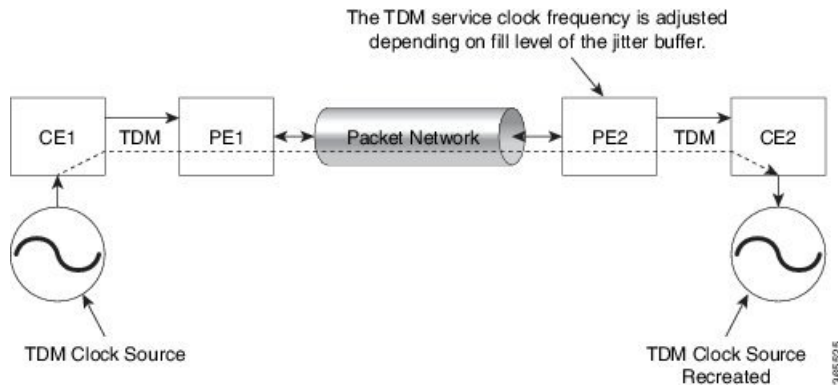 The TDM service clock frequency is adjusted
depending on fill level of the jitter buffer.
CE1
TDM
PE1
Packet Network
PE2
TDM
CE2
TDM Clock Source
TDM Clock Source
Recreated